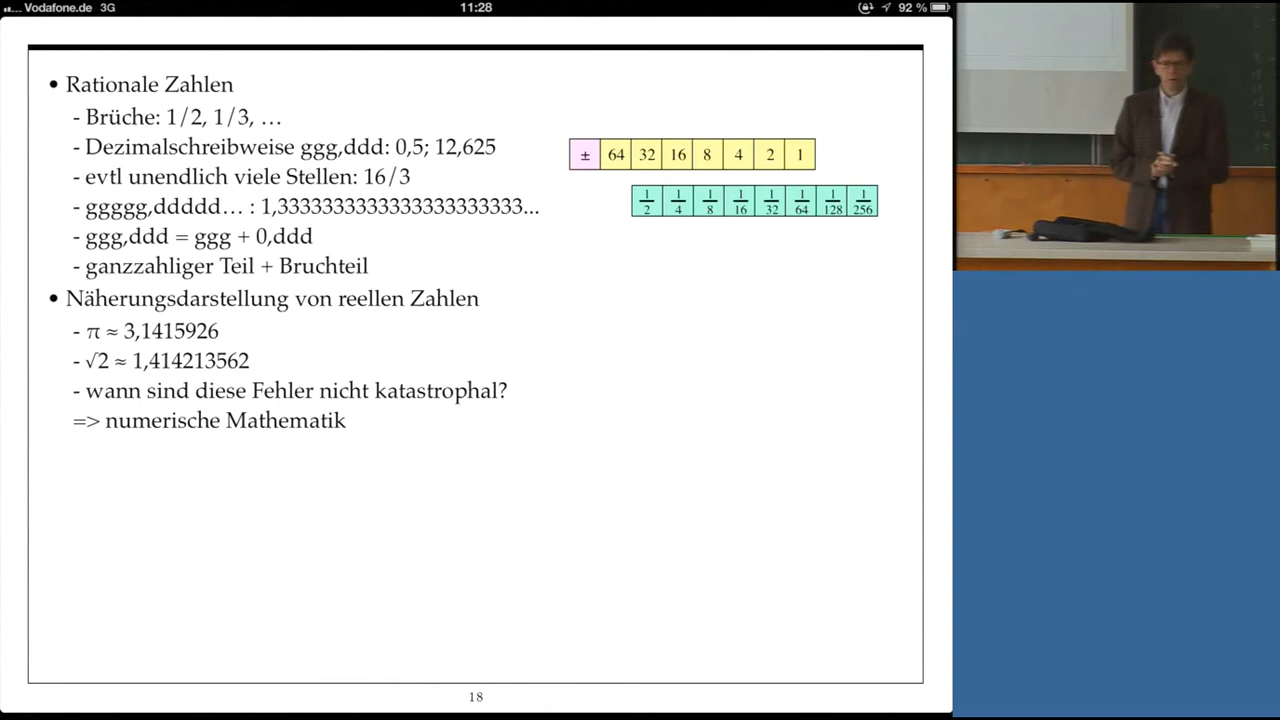 Vodafone.de 3G 11:28 92 %
• Rationale Zahlen
- Brüche: 1/2, 1/3, …
- Dezimalschreibweise ggg,ddd: 0,5; 12,625
- evtl unendlich viele Stellen: 16/3
- ggggg,ddddd… : 1,3333333333333333333333...
- ggg,ddd = ggg + 0,ddd
- ganzzahliger Teil + Bruchteil
± 64 32 16 8 4 2 1
1/2 1/4 1/8 1/16 1/32 1/64 1/128 1/256
• Näherungsdarstellung von reellen Zahlen
- π ≈ 3,1415926
- √2 ≈ 1,414213562
- wann sind diese Fehler nicht katastrophal?
=> numerische Mathematik
18